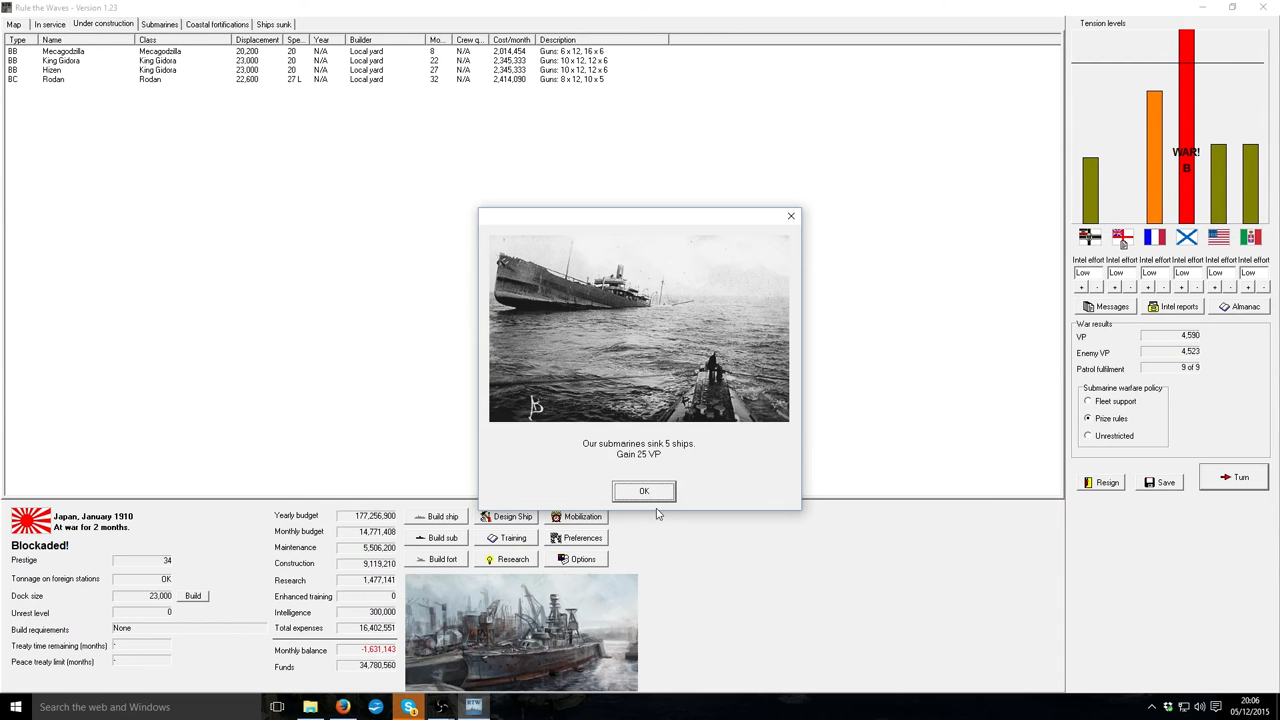 Rule the Waves - Version 1.23
Map In service Under construction Submarines Coastal fortifications Ships sunk
Type Name Class Displacement Spe... Year Builder Mo... Crew q... Cost/month Description
BB Mecagodzilla Mecagodzilla 20,200 20 N/A Local yard 8 N/A 2,014,454 Guns: 6 x 12, 16 x 6
BB King Gidora King Gidora 23,000 20 N/A Local yard 22 N/A 2,345,333 Guns: 10 x 12, 12 x 6
BB Hizen King Gidora 23,000 20 N/A Local yard 27 N/A 2,345,333 Guns: 10 x 12, 12 x 6
BC Rodan Rodan 22,600 27 L N/A Local yard 32 N/A 2,414,090 Guns: 8 x 12, 10 x 5
Tension levels
WAR!
B
Intel effort Intel effort Intel effort Intel effort Intel effort Intel effort
Low Low Low Low Low Low
+ - + - + - + - + - + -
Messages Intel reports Almanac
War results
VP 4,590
Enemy VP 4,523
Patrol fulfilment 9 of 9
Submarine warfare policy
Fleet support
Prize rules
Unrestricted
Resign Save Turn
B
Our submarines sink 5 ships.
Gain 25 VP
OK
Japan, January 1910
At war for 2 months.
Blockaded!
Prestige 34
Tonnage on foreign stations OK
Dock size 23,000 Build
Unrest level 0
Build requirements None
Treaty time remaining (months) -
Peace treaty limit (months) -
Yearly budget 177,256,900
Monthly budget 14,771,408
Maintenance 5,506,200
Construction 9,119,210
Research 1,477,141
Enhanced training 0
Intelligence 300,000
Total expenses 16,402,551
Monthly balance -1,631,143
Funds 34,780,560
Build ship Design Ship Mobilization
Build sub Training Preferences
Build fort Research Options
Search the web and Windows
RTW
20:06
05/12/2015